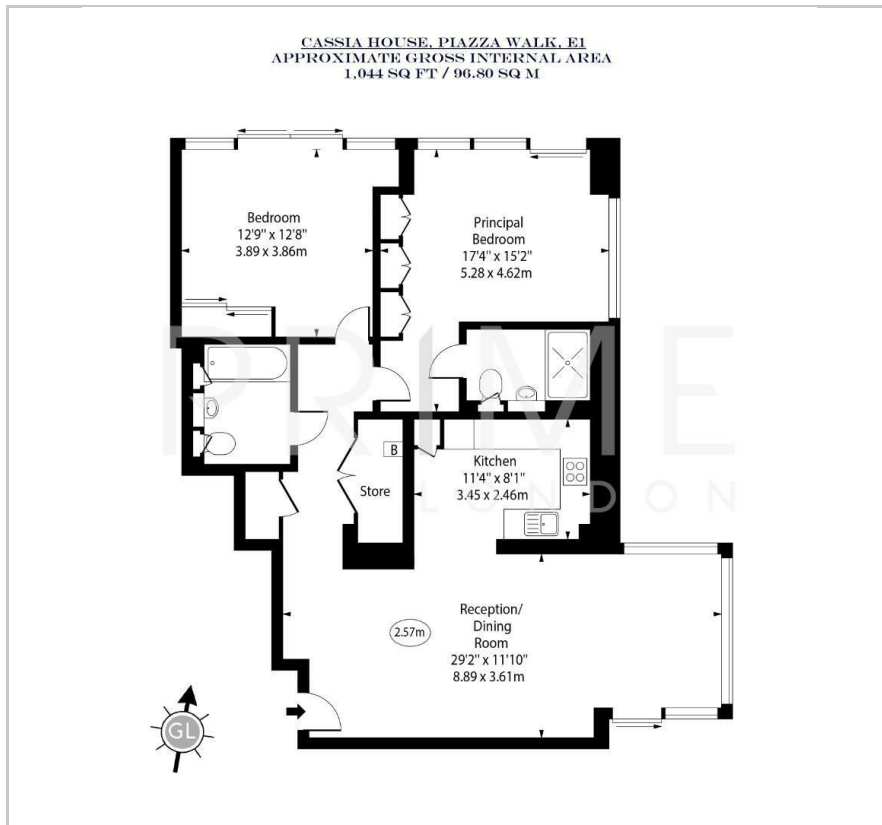 CASSIA HOUSE, PIAZZA WALK, E1
APPROXIMATE GROSS INTERNAL AREA
1,044 SQ FT / 96.80 SQ M
Bedroom
12'9" x 12'8"
3.89 x 3.86m
Principal
Bedroom
17'4" x 15'2"
5.28 x 4.62m
PRIME
LONDON
B
Store
Kitchen
11'4" x 8'1"
3.45 x 2.46m
2.57m
Reception/
Dining
Room
29'2" x 11'10"
8.89 x 3.61m
GL